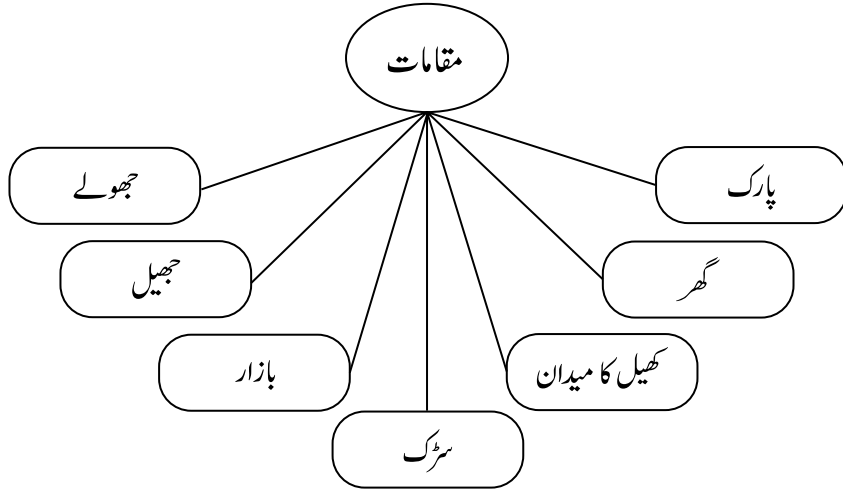 مقامات
پارک
جھولے
گھر
جھیل
کھیل کا میدان
بازار
سڑک